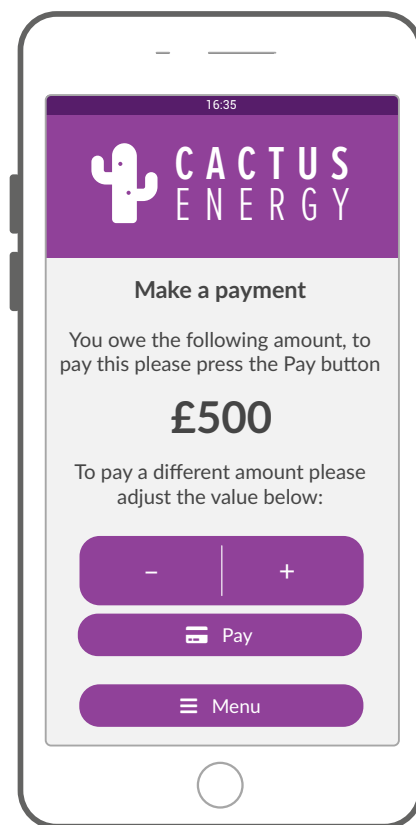 16:35
CACTUS
ENERGY
Make a payment
You owe the following amount, to
pay this please press the Pay button
£500
To pay a different amount please
adjust the value below:
– +
Pay
Menu